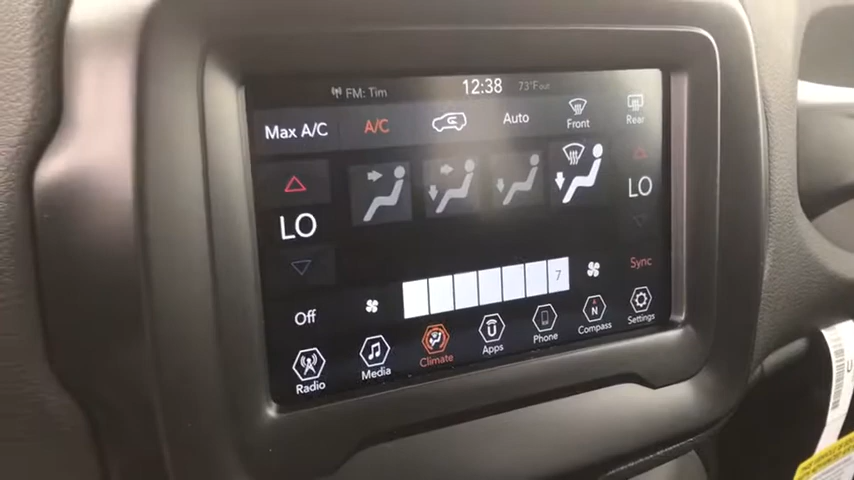 FM: Tim 12:38 73°F out
Max A/C A/C Auto Front Rear
LO LO
7
Off Sync
Radio Media Climate Apps Phone N Compass Settings